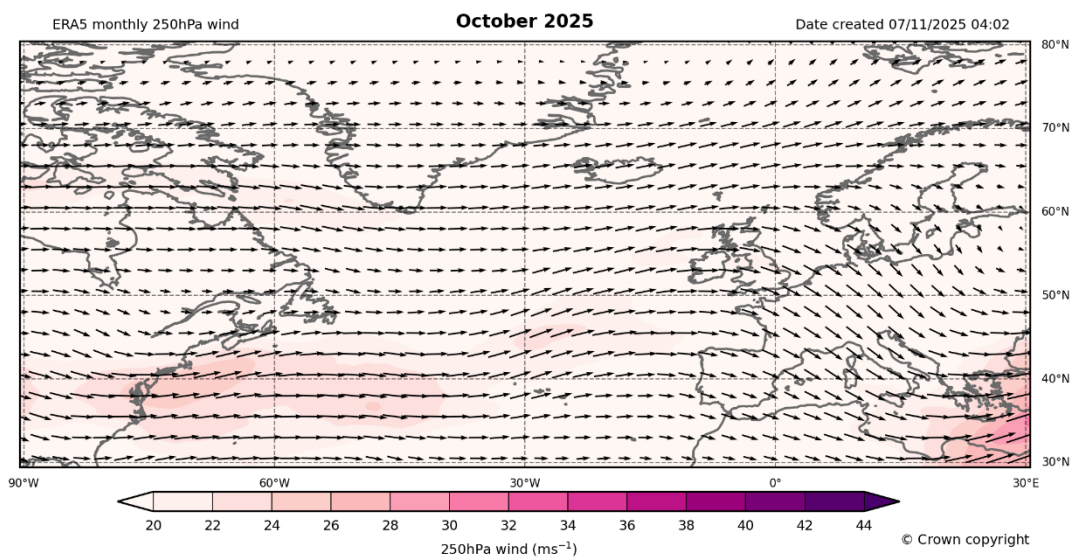 ERA5 monthly 250hPa wind
October 2025
Date created 07/11/2025 04:02
80°N
70°N
60°N
50°N
40°N
30°N
90°W 60°W 30°W 0° 30°E
20 22 24 26 28 30 32 34 36 38 40 42 44
250hPa wind (ms⁻¹)
© Crown copyright